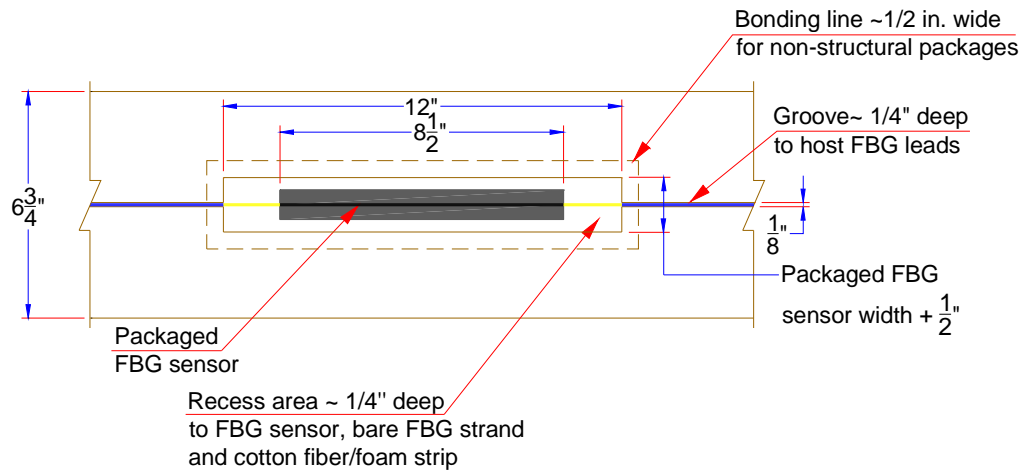 Bonding line ~1/2 in. wide
for non-structural packages
12"
8 1/2"
Groove~ 1/4" deep
to host FBG leads
6 3/4"
1/8"
Packaged FBG
sensor width + 1/2"
Packaged
FBG sensor
Recess area ~ 1/4" deep
to FBG sensor, bare FBG strand
and cotton fiber/foam strip